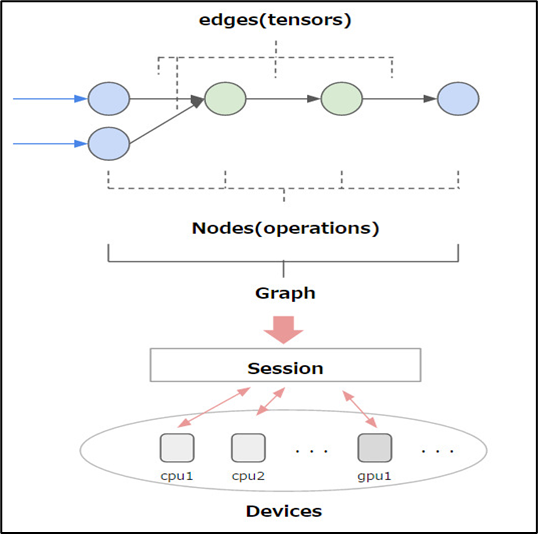 edges(tensors)
Nodes(operations)
Graph
Session
cpu1 cpu2 . . . gpu1 . . .
Devices